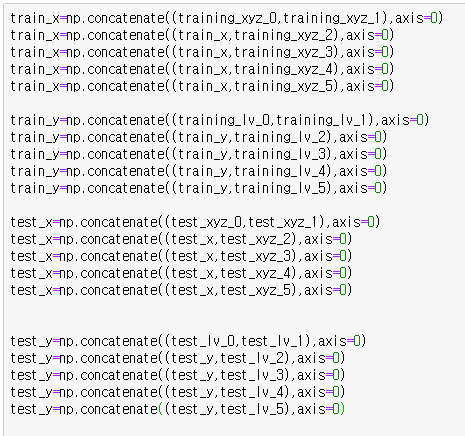 train_x=np.concatenate((training_xyz_0,training_xyz_1),axis=0)
train_x=np.concatenate((train_x,training_xyz_2),axis=0)
train_x=np.concatenate((train_x,training_xyz_3),axis=0)
train_x=np.concatenate((train_x,training_xyz_4),axis=0)
train_x=np.concatenate((train_x,training_xyz_5),axis=0)
train_y=np.concatenate((training_lv_0,training_lv_1),axis=0)
train_y=np.concatenate((train_y,training_lv_2),axis=0)
train_y=np.concatenate((train_y,training_lv_3),axis=0)
train_y=np.concatenate((train_y,training_lv_4),axis=0)
train_y=np.concatenate((train_y,training_lv_5),axis=0)
test_x=np.concatenate((test_xyz_0,test_xyz_1),axis=0)
test_x=np.concatenate((test_x,test_xyz_2),axis=0)
test_x=np.concatenate((test_x,test_xyz_3),axis=0)
test_x=np.concatenate((test_x,test_xyz_4),axis=0)
test_x=np.concatenate((test_x,test_xyz_5),axis=0)
test_y=np.concatenate((test_lv_0,test_lv_1),axis=0)
test_y=np.concatenate((test_y,test_lv_2),axis=0)
test_y=np.concatenate((test_y,test_lv_3),axis=0)
test_y=np.concatenate((test_y,test_lv_4),axis=0)
test_y=np.concatenate((test_y,test_lv_5),axis=0)